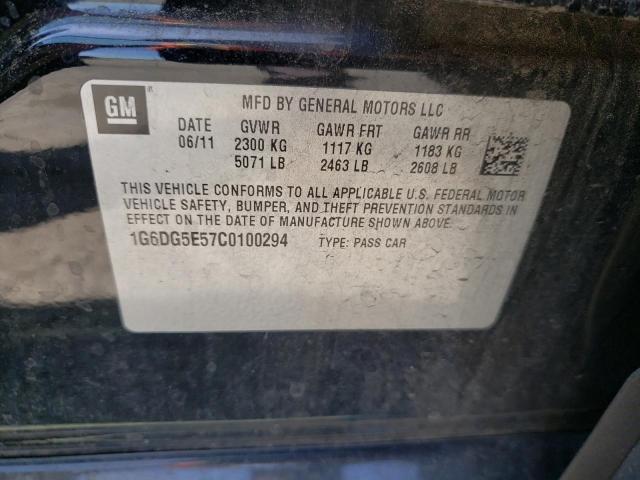 GM
MFD BY GENERAL MOTORS LLC
DATE GVWR GAWR FRT GAWR RR
06/11 2300 KG 1117 KG 1183 KG
5071 LB 2463 LB 2608 LB
THIS VEHICLE CONFORMS TO ALL APPLICABLE U.S. FEDERAL MOTOR
VEHICLE SAFETY, BUMPER, AND THEFT PREVENTION STANDARDS IN
EFFECT ON THE DATE OF MANUFACTURE SHOWN ABOVE.
1G6DG5E57C0100294 TYPE: PASS CAR